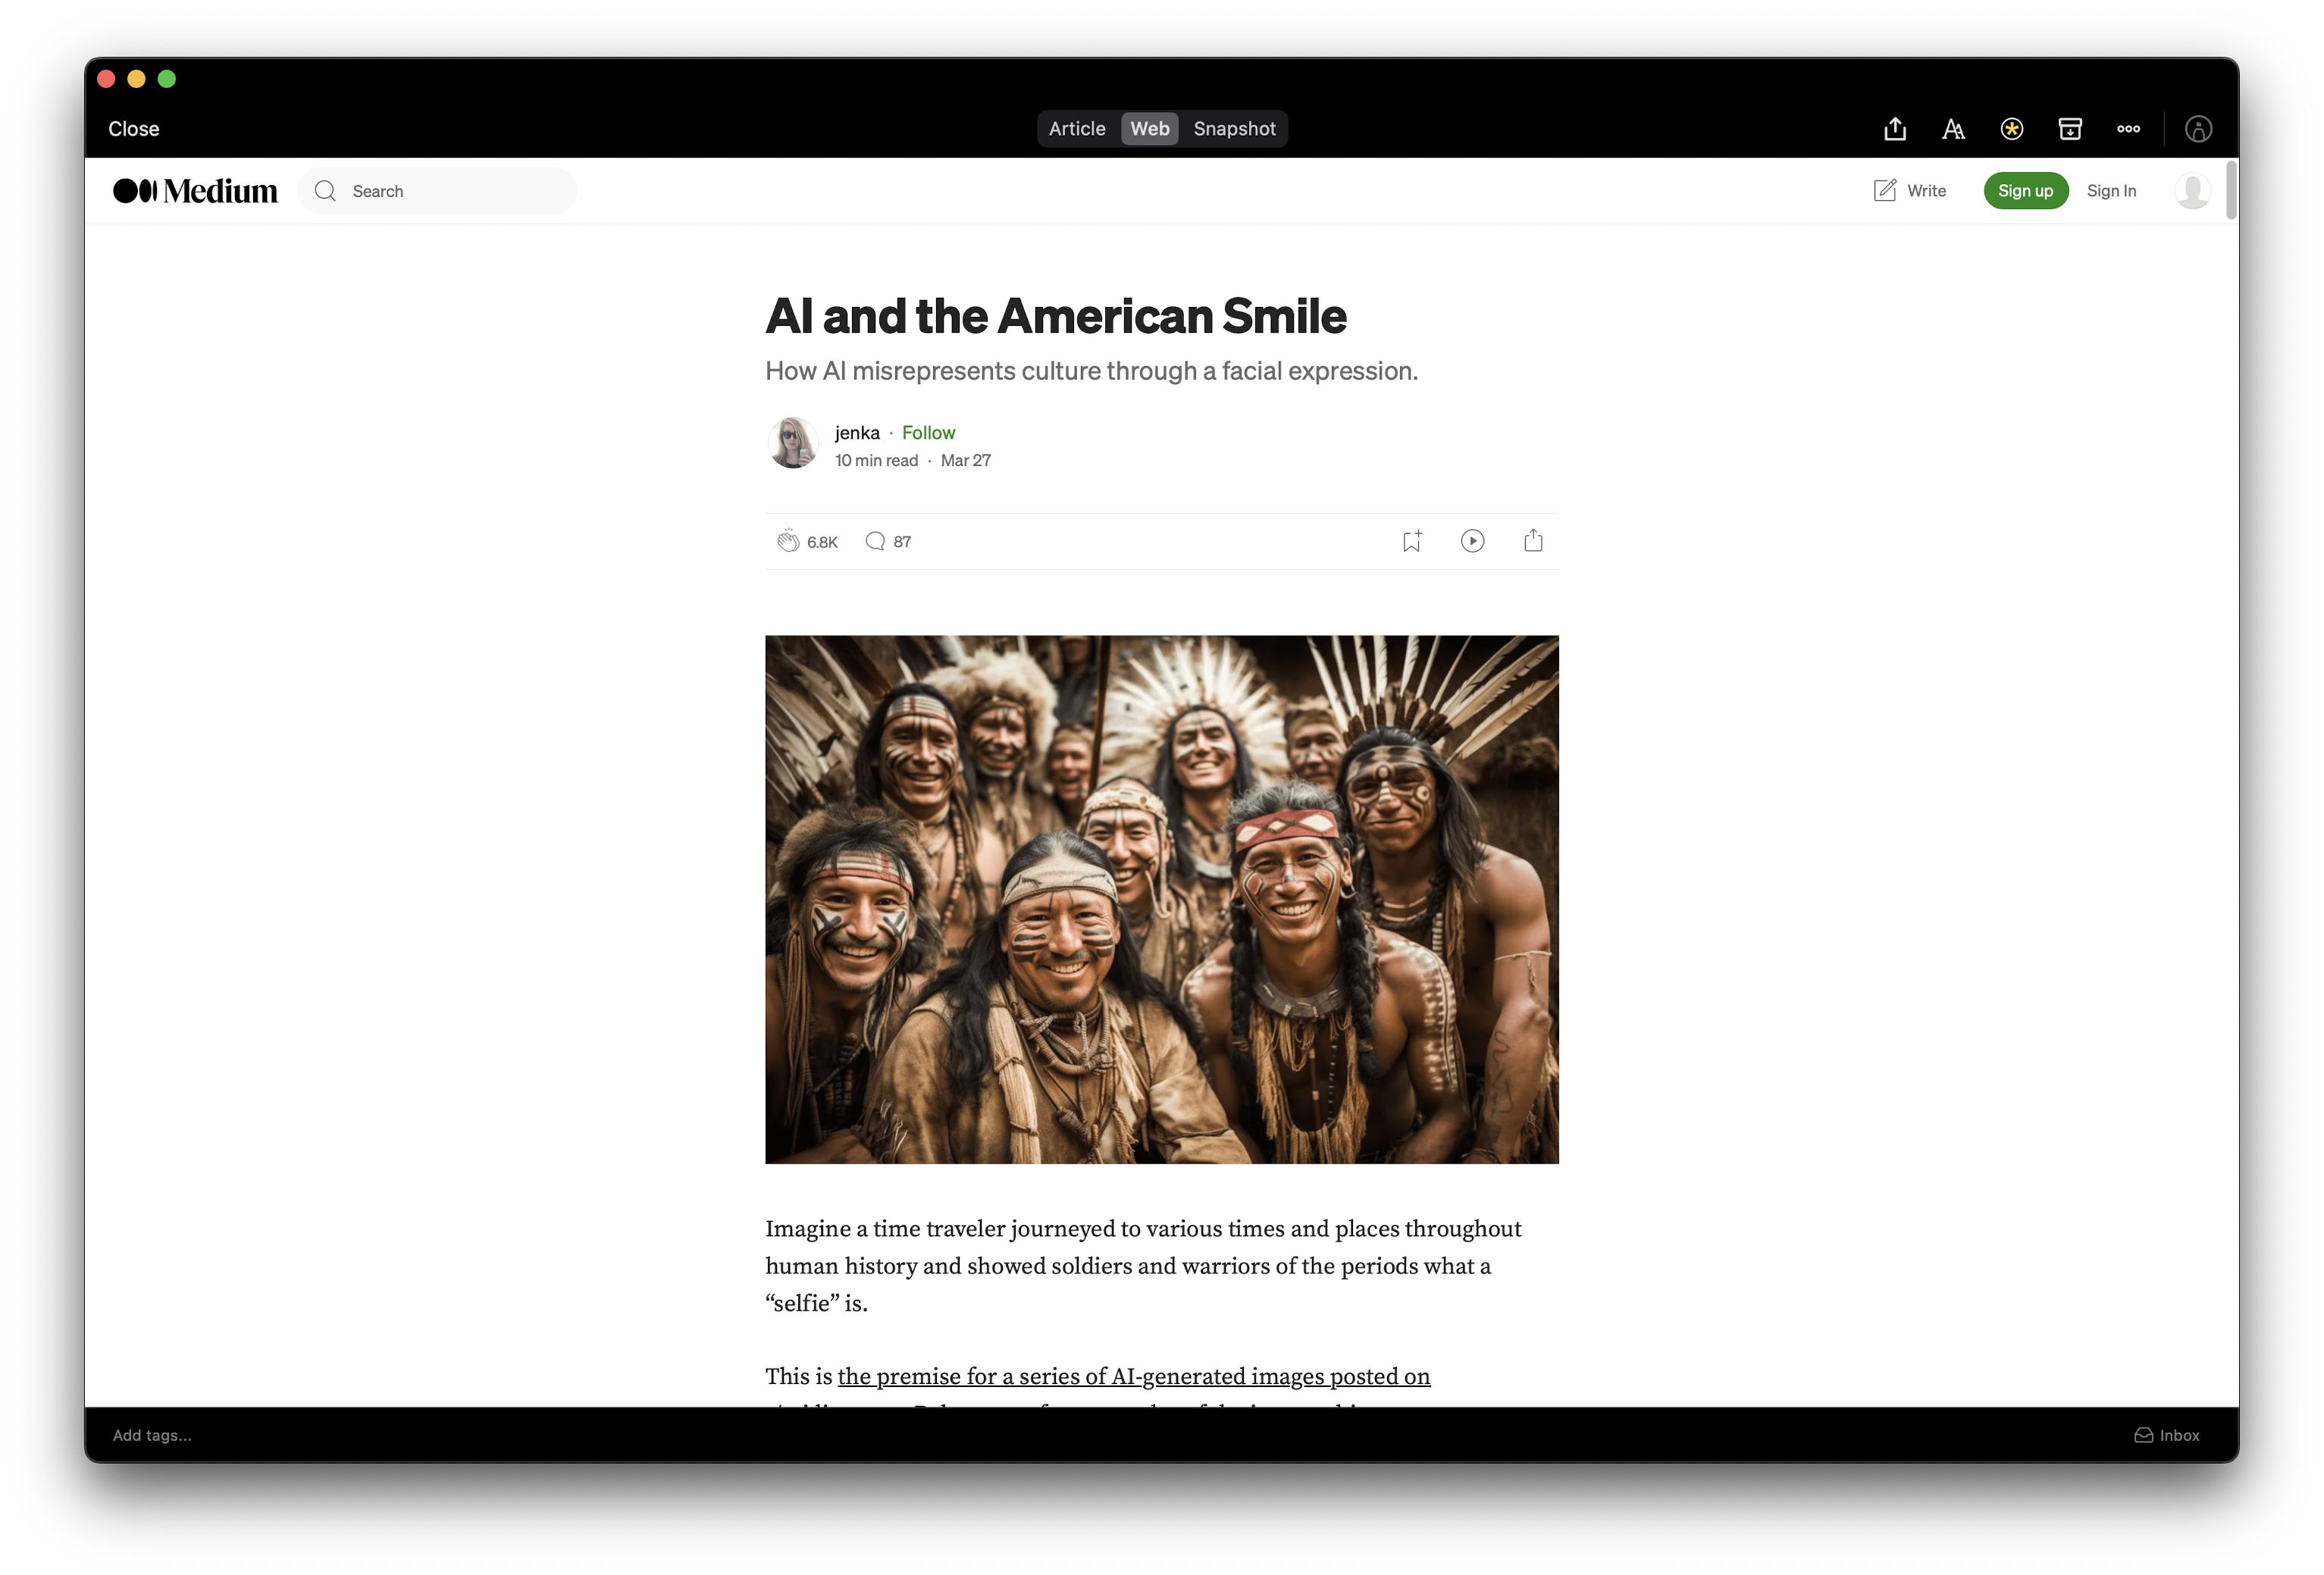 Close
Article Web Snapshot
Medium
Search
Write
Sign up
Sign In
AI and the American Smile
How AI misrepresents culture through a facial expression.
jenka · Follow
10 min read · Mar 27
6.8K
87
Imagine a time traveler journeyed to various times and places throughout
human history and showed soldiers and warriors of the periods what a
“selfie” is.
This is the premise for a series of AI-generated images posted on
Add tags...
Inbox